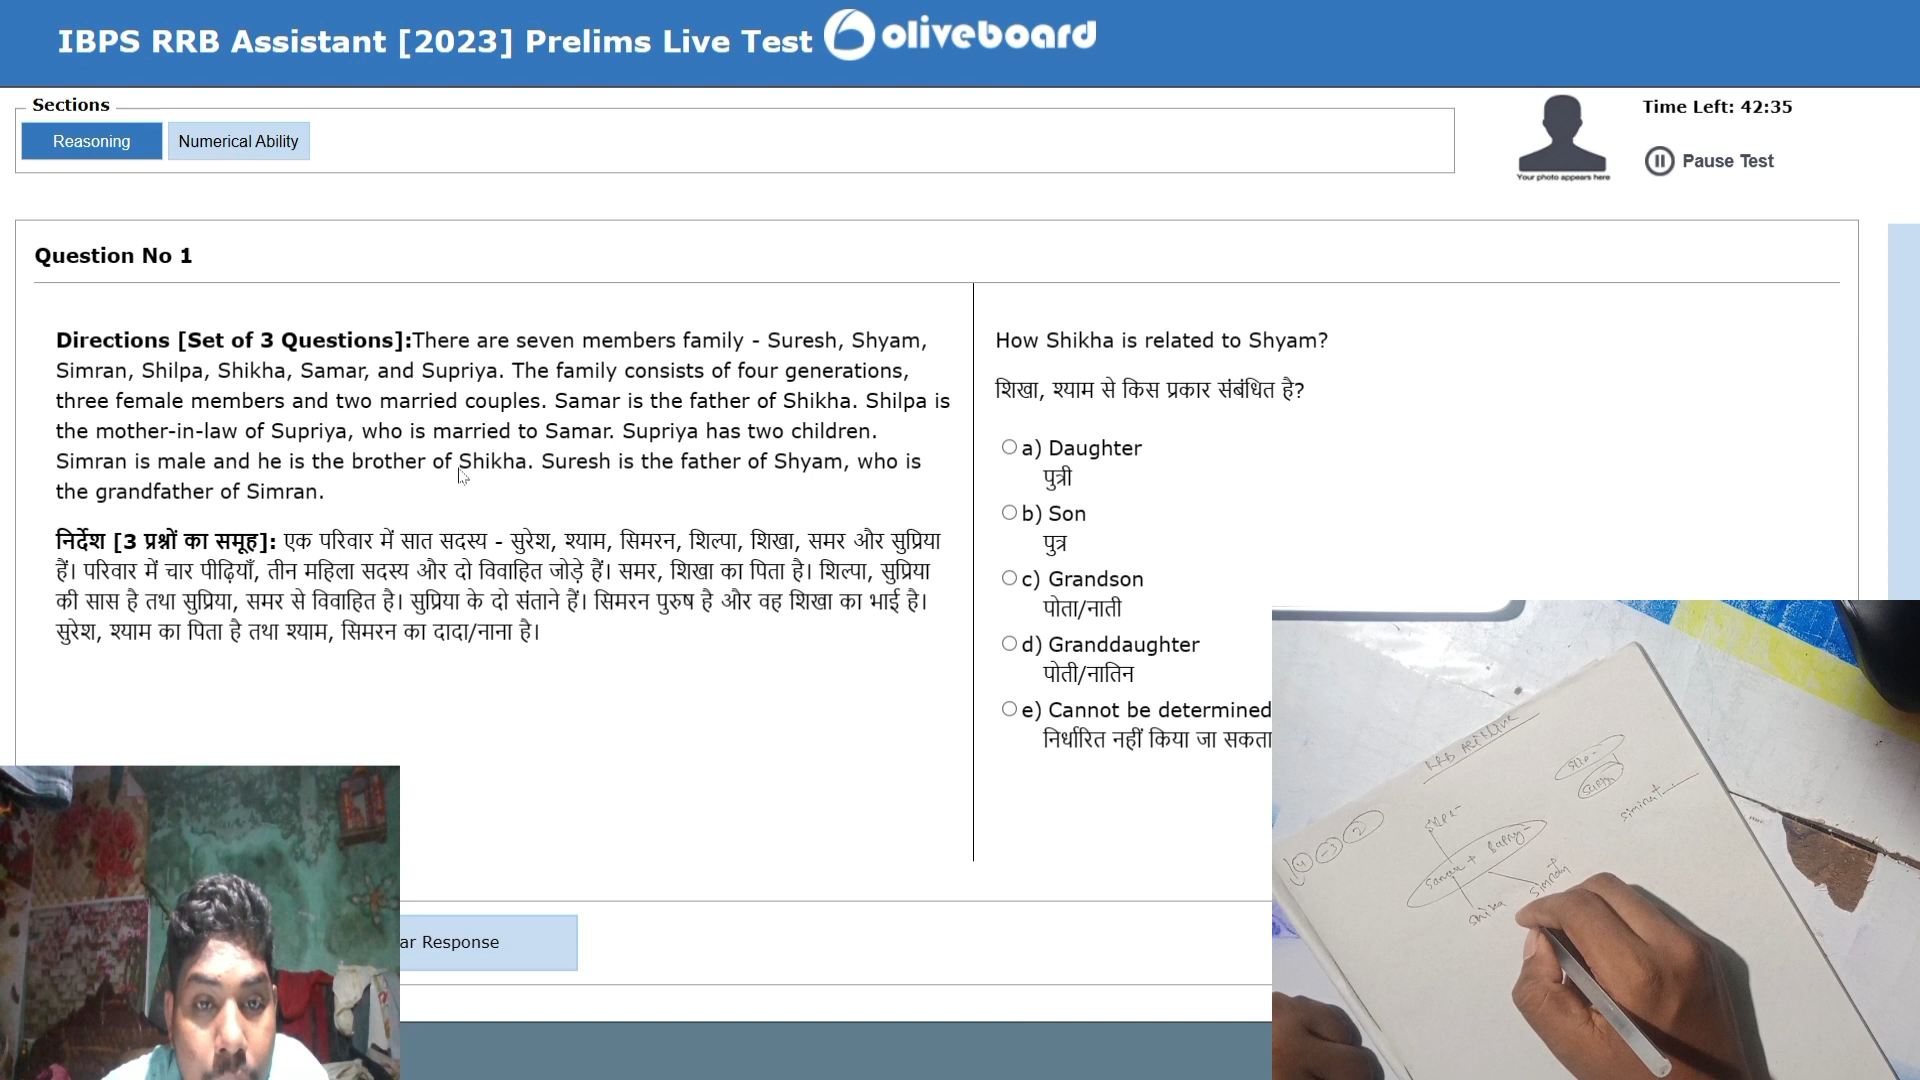 IBPS RRB Assistant [2023] Prelims Live Test oliveboard
Sections
Reasoning
Numerical Ability
Your photo appears here
Time Left: 42:35
Pause Test
Question No 1
Directions [Set of 3 Questions]:There are seven members family - Suresh, Shyam,
Simran, Shilpa, Shikha, Samar, and Supriya. The family consists of four generations,
three female members and two married couples. Samar is the father of Shikha. Shilpa is
the mother-in-law of Supriya, who is married to Samar. Supriya has two children.
Simran is male and he is the brother of Shikha. Suresh is the father of Shyam, who is
the grandfather of Simran.
निर्देश [3 प्रश्नों का समूह]: एक परिवार में सात सदस्य - सुरेश, श्याम, सिमरन, शिल्पा, शिखा, समर और सुप्रिया
हैं। परिवार में चार पीढ़ियाँ, तीन महिला सदस्य और दो विवाहित जोड़े हैं। समर, शिखा का पिता है। शिल्पा, सुप्रिया
की सास है तथा सुप्रिया, समर से विवाहित है। सुप्रिया के दो संताने हैं। सिमरन पुरुष है और वह शिखा का भाई है।
सुरेश, श्याम का पिता है तथा श्याम, सिमरन का दादा/नाना है।
How Shikha is related to Shyam?
शिखा, श्याम से किस प्रकार संबंधित है?
a) Daughter
पुत्री
b) Son
पुत्र
c) Grandson
पोता/नाती
d) Granddaughter
पोती/नातिन
e) Cannot be determined
निर्धारित नहीं किया जा सकता
ar Response
RRB
4 -3 2
Shika
Simran